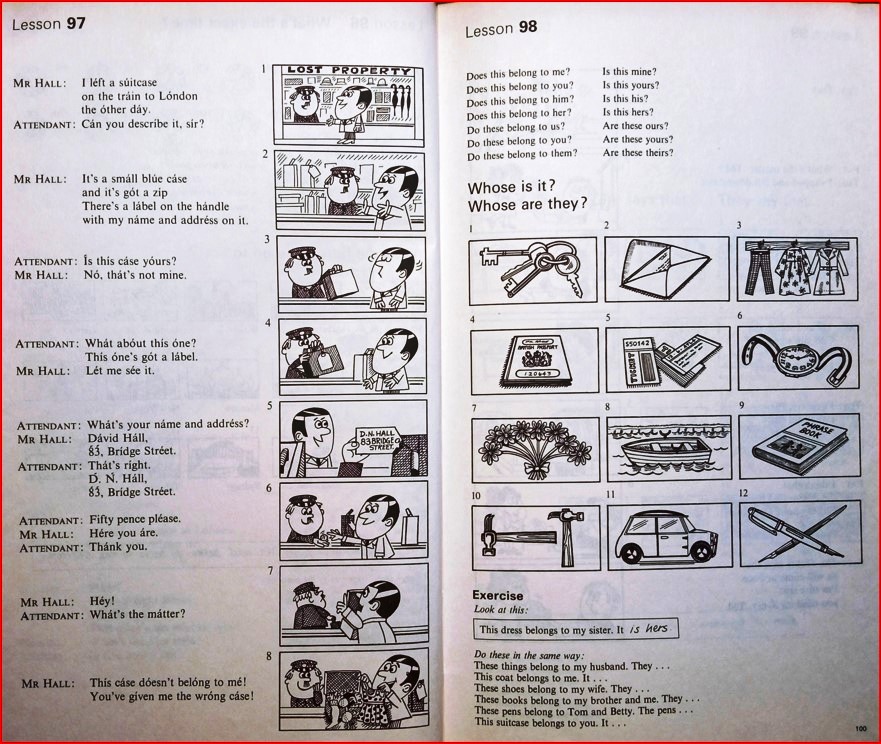 Lesson 97
1
LOST PROPERTY
MR HALL: I léft a súitcase
on the tráin to Lóndon
the óther dáy.
ATTENDANT: Cán you descríbe it, sír?
2
MR HALL: It's a smáll blúe cáse
and it's gót a zíp
There's a lábel on the hándle
with my náme and addréss on it.
3
ATTENDANT: Ís this cáse yóurs?
MR HALL: Nó, thát's not mine.
4
ATTENDANT: Whát abóut this óne?
This óne's gót a lábel.
MR HALL: Lét me sée it.
5
ATTENDANT: Whát's your náme and addréss?
MR HALL: Dávid Háll,
83, Brídge Stréet.
ATTENDANT: That's right.
D. N. Háll,
83, Brídge Stréet.
D.N. HALL
83 BRIDGE
STREET
6
ATTENDANT: Fífty pence pléase.
MR HALL: Hére you áre.
ATTENDANT: Thánk you.
7
MR HALL: Héy!
ATTENDANT: What's the mátter?
8
MR HALL: This cáse dóesn't belóng to mé!
You've gíven me the wróng cáse!
Lesson 98
Does this belong to me? Is this mine?
Does this belong to you? Is this yours?
Does this belong to him? Is this his?
Does this belong to her? Is this hers?
Do these belong to us? Are these ours?
Do these belong to you? Are these yours?
Do these belong to them? Are these theirs?
Whose is it?
Whose are they?
1
2
3
4
BRITISH PASSPORT
120643
5
S50142
6
7
8
9
PHRASE
BOOK
10
11
12
Exercise
Look at this:
This dress belongs to my sister. It is hers
Do these in the same way:
These things belong to my husband. They . . .
This coat belongs to me. It . . .
These shoes belong to my wife. They . . .
These books belong to my brother and me. They . . .
These pens belong to Tom and Betty. The pens . . .
This suitcase belongs to you. It . . .
100